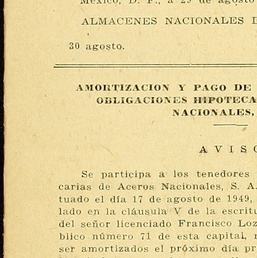 México, D. F., a 29 de agosto
ALMACENES NACIONALES D
30 agosto.
AMORTIZACION Y PAGO DE
OBLIGACIONES HIPOTECA
NACIONALES,
AVISO
Se participa a los tenedores
carias de Aceros Nacionales, S. A.
tuado el día 17 de agosto de 1949,
lado en la cláusula V de la escritu
del señor licenciado Francisco Loz
blico número 71 de esta capital, r
ser amortizados el próximo día pr